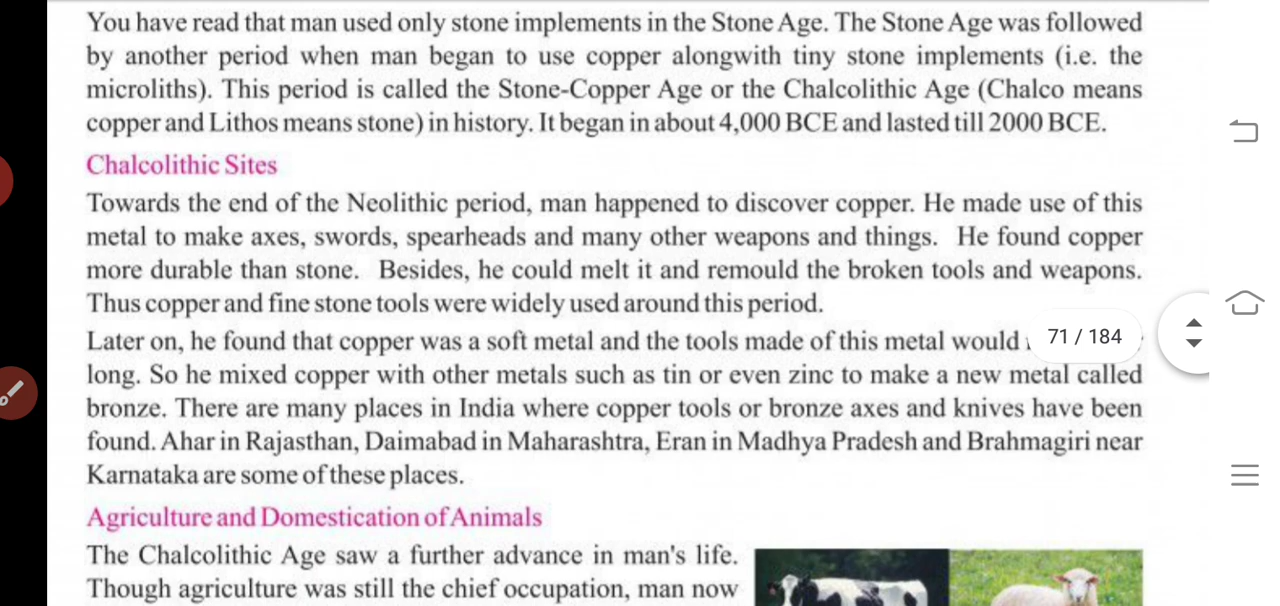 You have read that man used only stone implements in the Stone Age. The Stone Age was followed
by another period when man began to use copper alongwith tiny stone implements (i.e. the
microliths). This period is called the Stone-Copper Age or the Chalcolithic Age (Chalco means
copper and Lithos means stone) in history. It began in about 4,000 BCE and lasted till 2000 BCE.
Chalcolithic Sites
Towards the end of the Neolithic period, man happened to discover copper. He made use of this
metal to make axes, swords, spearheads and many other weapons and things. He found copper
more durable than stone. Besides, he could melt it and remould the broken tools and weapons.
Thus copper and fine stone tools were widely used around this period.
Later on, he found that copper was a soft metal and the tools made of this metal would
71 / 184
long. So he mixed copper with other metals such as tin or even zinc to make a new metal called
bronze. There are many places in India where copper tools or bronze axes and knives have been
found. Ahar in Rajasthan, Daimabad in Maharashtra, Eran in Madhya Pradesh and Brahmagiri near
Karnataka are some of these places.
Agriculture and Domestication of Animals
The Chalcolithic Age saw a further advance in man's life.
Though agriculture was still the chief occupation, man now